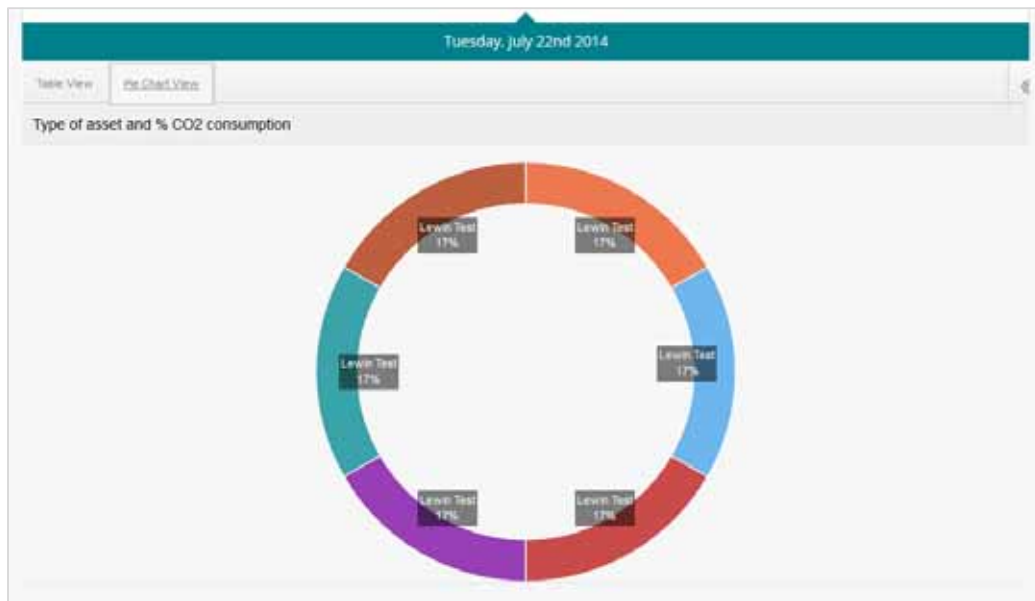 Tuesday, July 22nd 2014
Table View
Pie Chart View
Type of asset and % CO2 consumption
Lewin Test
17%
Lewin Test
17%
Lewin Test
17%
Lewin Test
17%
Lewin Test
17%
Lewin Test
17%